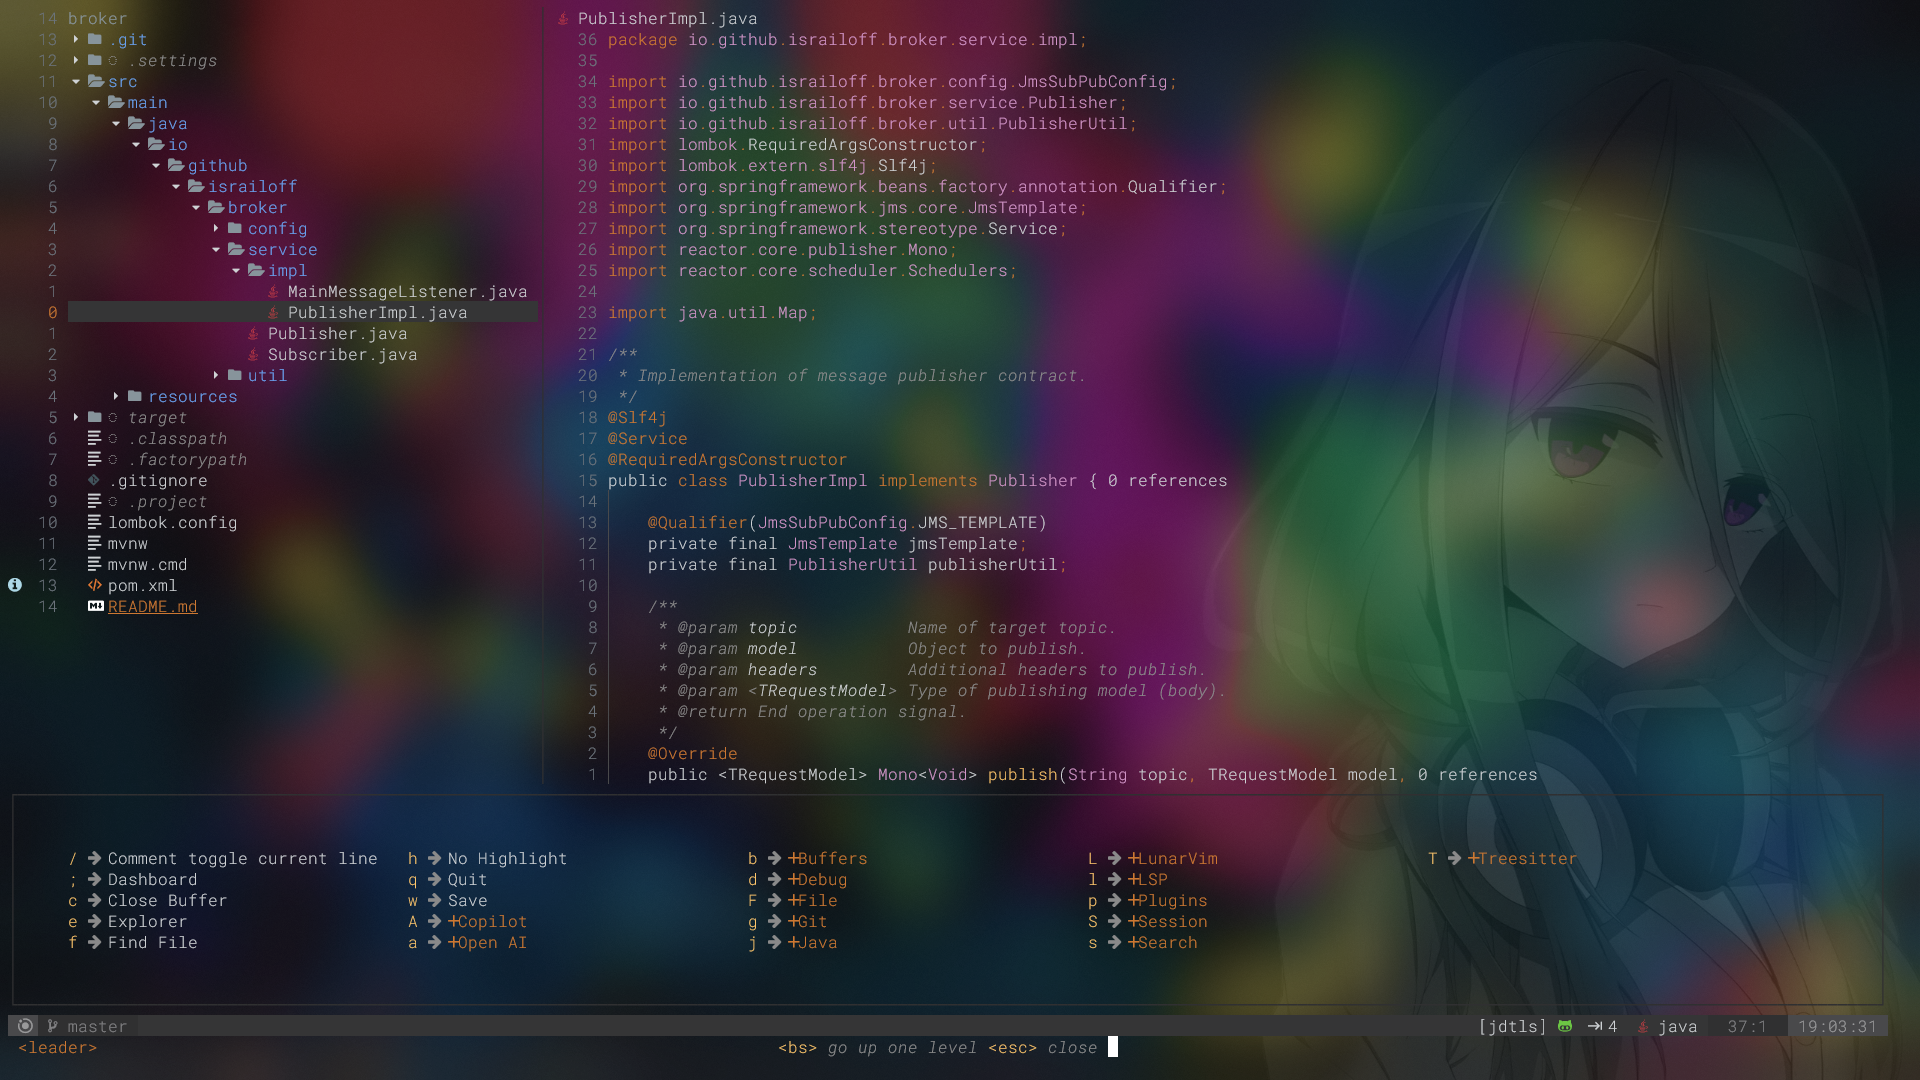 14 broker
13 .git
12 .settings
11 src
10 main
9 java
8 io
7 github
6 israiloff
5 broker
4 config
3 service
2 impl
1 MainMessageListener.java
0 PublisherImpl.java
1 Publisher.java
2 Subscriber.java
3 util
4 resources
5 target
6 .classpath
7 .factorypath
8 .gitignore
9 .project
10 lombok.config
11 mvnw
12 mvnw.cmd
13 pom.xml
14 README.md
PublisherImpl.java
36 package io.github.israiloff.broker.service.impl;
35
34 import io.github.israiloff.broker.config.JmsSubPubConfig;
33 import io.github.israiloff.broker.service.Publisher;
32 import io.github.israiloff.broker.util.PublisherUtil;
31 import lombok.RequiredArgsConstructor;
30 import lombok.extern.slf4j.Slf4j;
29 import org.springframework.beans.factory.annotation.Qualifier;
28 import org.springframework.jms.core.JmsTemplate;
27 import org.springframework.stereotype.Service;
26 import reactor.core.publisher.Mono;
25 import reactor.core.scheduler.Schedulers;
24
23 import java.util.Map;
22
21 /**
20  * Implementation of message publisher contract.
19  */
18 @Slf4j
17 @Service
16 @RequiredArgsConstructor
15 public class PublisherImpl implements Publisher { 0 references
14
13     @Qualifier(JmsSubPubConfig.JMS_TEMPLATE)
12     private final JmsTemplate jmsTemplate;
11     private final PublisherUtil publisherUtil;
10
9     /**
8      * @param topic           Name of target topic.
7      * @param model           Object to publish.
6      * @param headers         Additional headers to publish.
5      * @param <TRequestModel> Type of publishing model (body).
4      * @return End operation signal.
3      */
2     @Override
1     public <TRequestModel> Mono<Void> publish(String topic, TRequestModel model, 0 references
/ ➜ Comment toggle current line h ➜ No Highlight b ➜ +Buffers L ➜ +LunarVim T ➜ +Treesitter
; ➜ Dashboard q ➜ Quit d ➜ +Debug l ➜ +LSP
c ➜ Close Buffer w ➜ Save F ➜ +File p ➜ +Plugins
e ➜ Explorer A ➜ +Copilot g ➜ +Git S ➜ +Session
f ➜ Find File a ➜ +Open AI j ➜ +Java s ➜ +Search
master [jdtls] 4 java 37:1 19:03:31
<leader> <bs> go up one level <esc> close